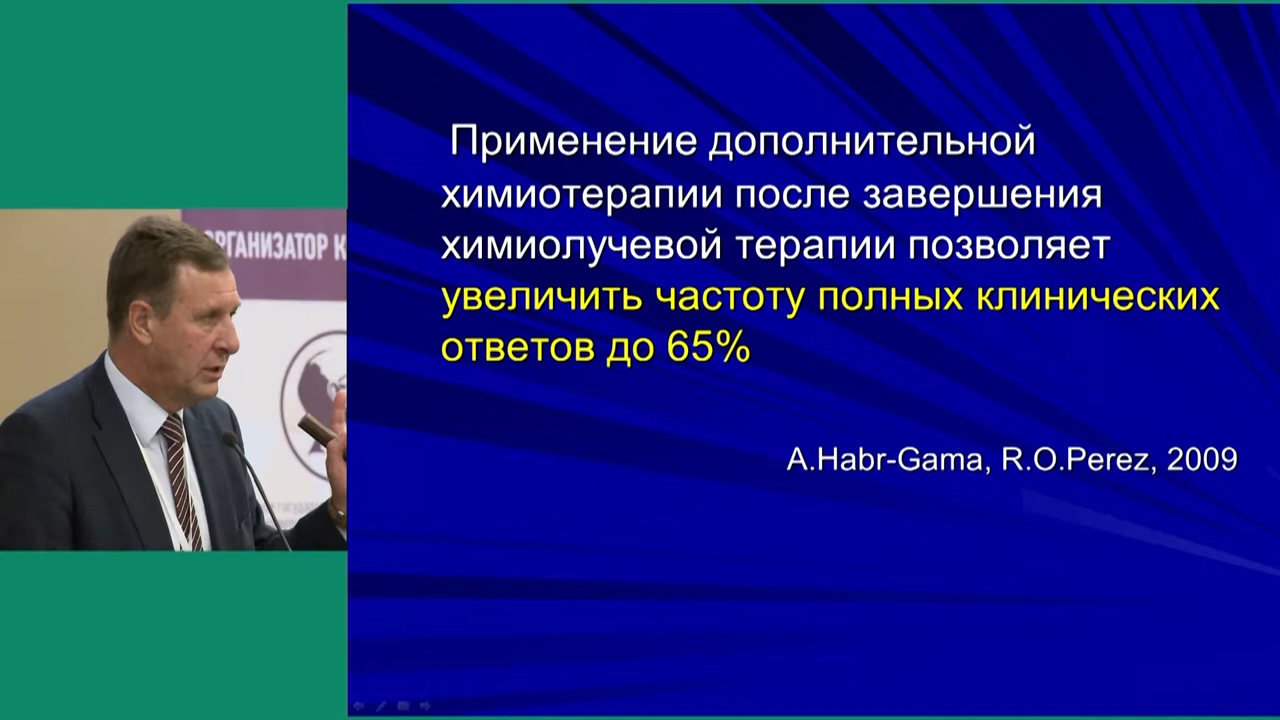 ОРГАНИЗАТОР К
Применение дополнительной
химиотерапии после завершения
химиолучевой терапии позволяет
увеличить частоту полных клинических
ответов до 65%
A.Habr-Gama, R.O.Perez, 2009